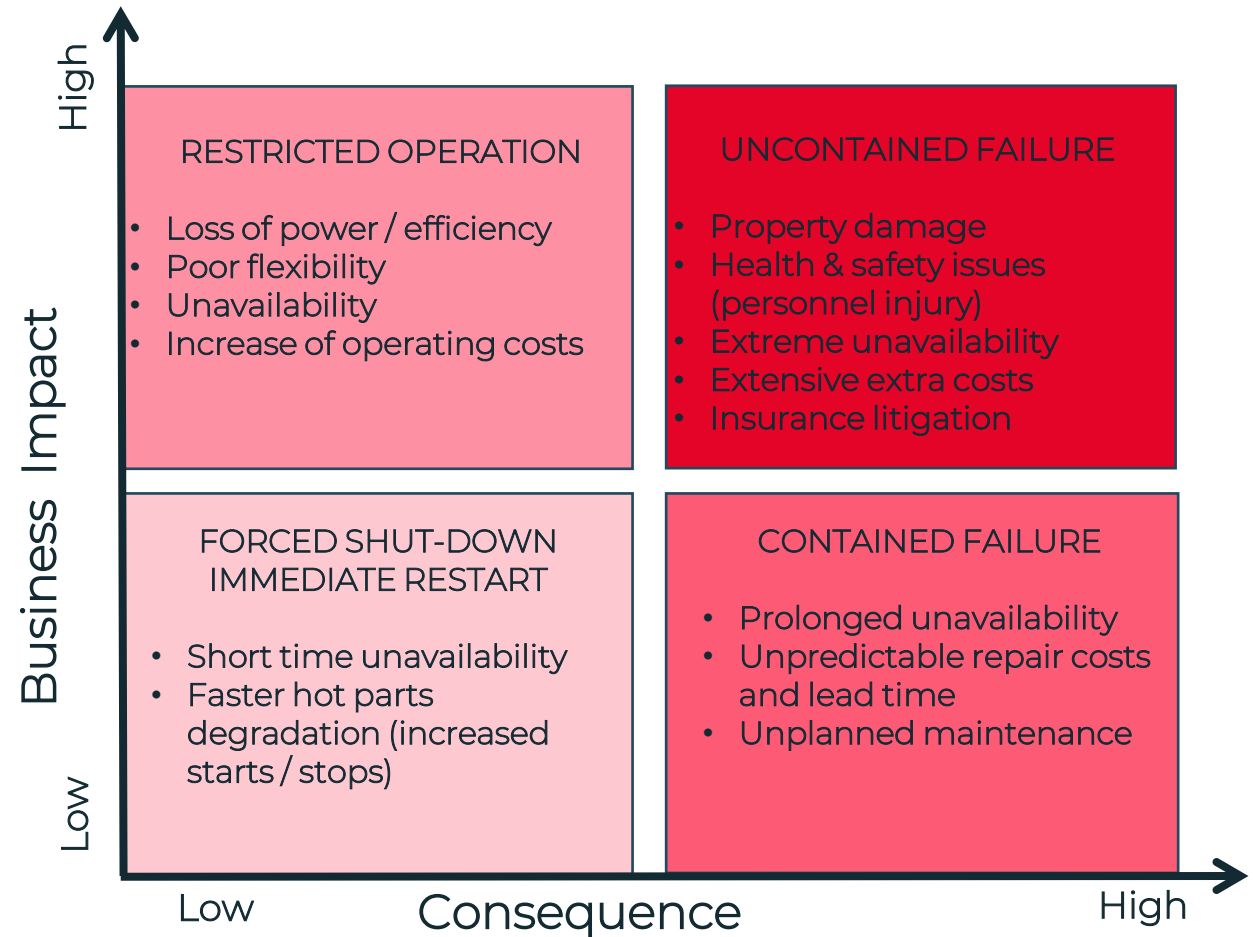 High
RESTRICTED OPERATION
• Loss of power / efficiency
• Poor flexibility
• Unavailability
• Increase of operating costs
UNCONTAINED FAILURE
• Property damage
• Health & safety issues
(personnel injury)
• Extreme unavailability
• Extensive extra costs
• Insurance litigation
Business Impact
FORCED SHUT-DOWN
IMMEDIATE RESTART
• Short time unavailability
• Faster hot parts
degradation (increased
starts / stops)
CONTAINED FAILURE
• Prolonged unavailability
• Unpredictable repair costs
and lead time
• Unplanned maintenance
Low
Low
Consequence
High